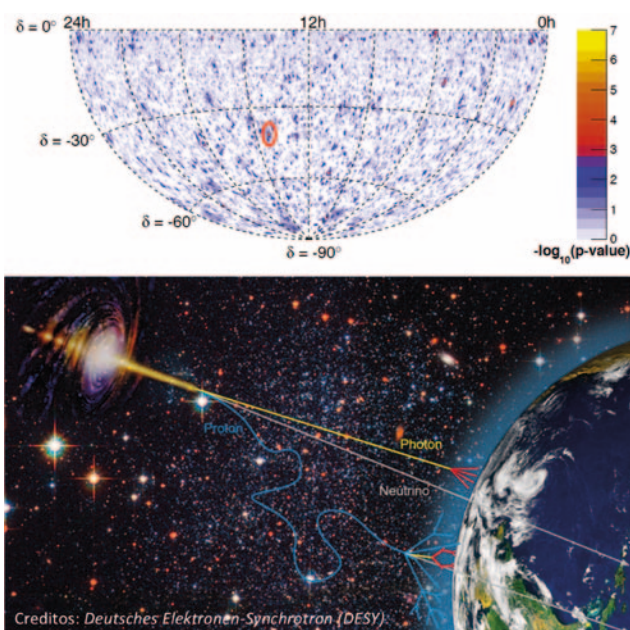 24h 12h 0h
δ = 0°
δ = -30°
δ = -60°
δ = -90°
7
6
5
4
3
2
1
0
-log10(p-value)
Proton
Photon
Neutrino
Creditos: Deutsches Elektronen-Synchrotron (DESY)